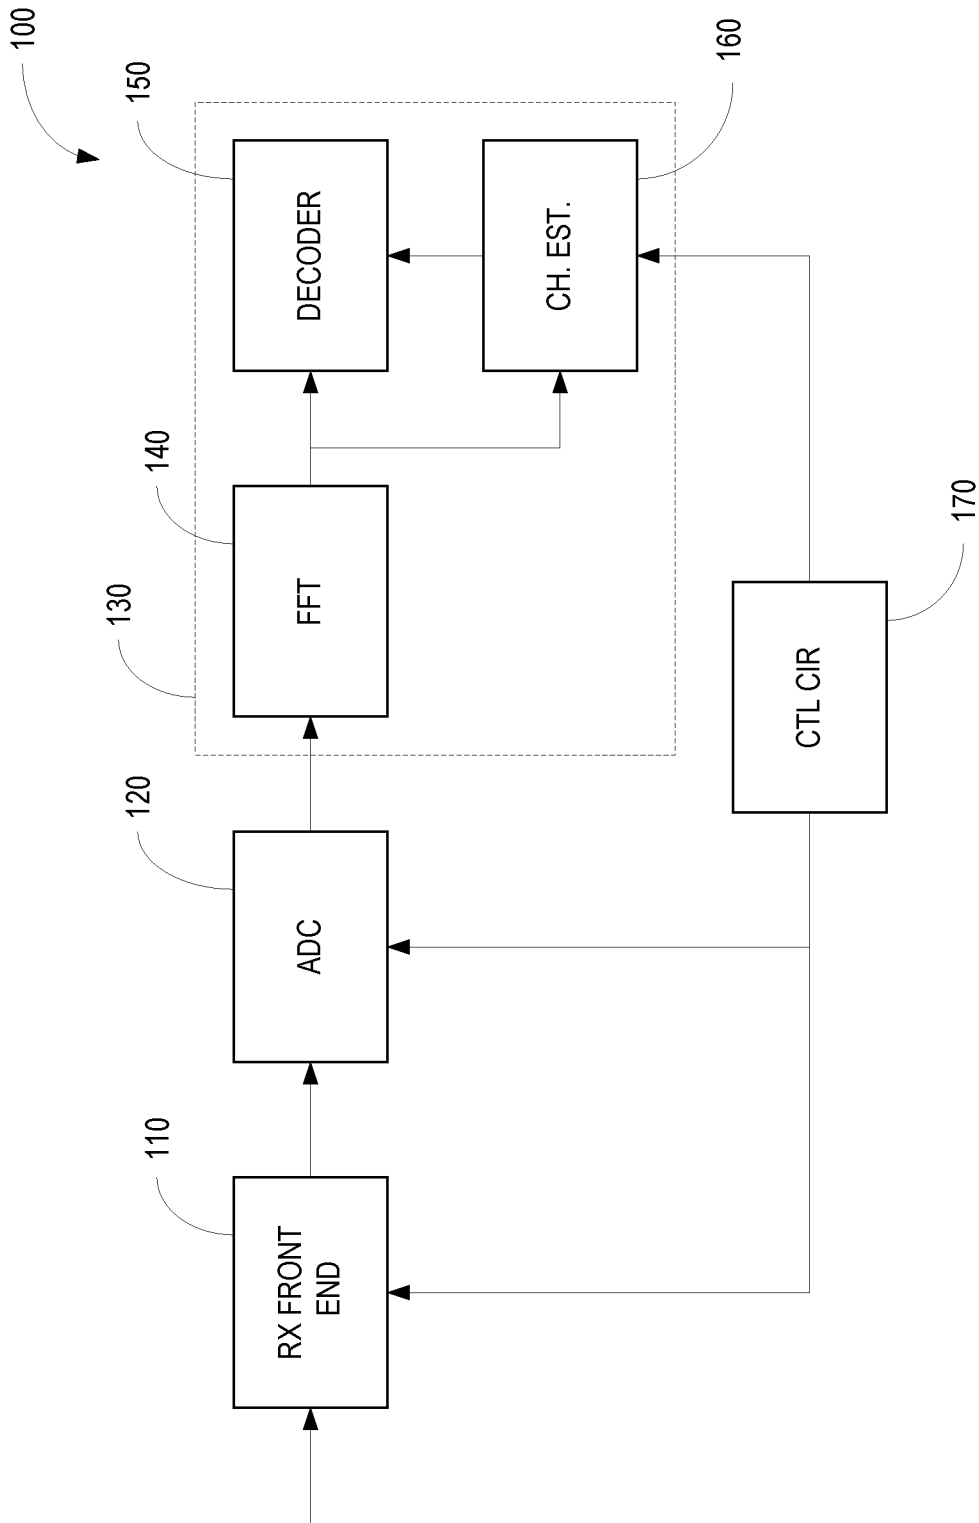 100
110
120
130
140
150
160
170
RX FRONT
END
ADC
FFT
DECODER
CH. EST.
CTL CIR